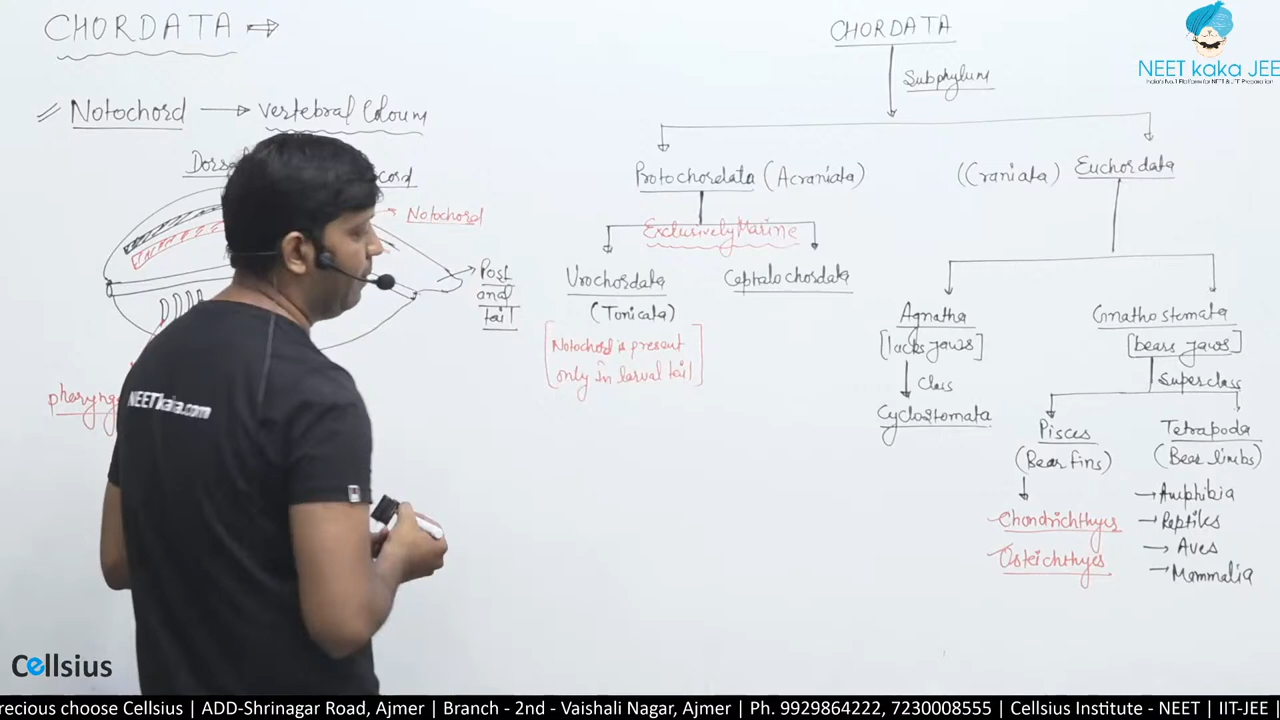 CHORDATA ⇒
Notochord → vertebral Coloum
Notochord
Post
anal
tail
CHORDATA
Subphylum
Protochordata (Acraniata)
(Craniata) Euchordata
Exclusively Marine
Urochordata
Cephalochordata
(Tunicata)
[Notochord is present
only in larval tail]
Agnatha
[lacks jaws]
Class
Cyclostomata
Gnathostomata
[bears jaws]
Superclass
Pisces
(Bear fins)
Chondrichthyes
Osteichthyes
Tetrapoda
(Bear limbs)
→ Amphibia
→ Reptiles
→ Aves
→ Mammalia
NEET kaka JEE
NEETkaka.com
Cellsius
recious choose Cellsius | ADD-Shrinagar Road, Ajmer | Branch - 2nd - Vaishali Nagar, Ajmer | Ph. 9929864222, 7230008555 | Cellsius Institute - NEET | IIT-JEE |